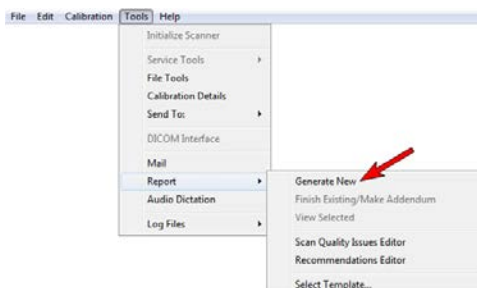 File Edit Calibration Tools Help
Initialize Scanner
Service Tools
File Tools
Calibration Details
Send To:
DICOM Interface
Mail
Report
Audio Dictation
Log Files
Generate New
Finish Existing/Make Addendum
View Selected
Scan Quality Issues Editor
Recommendations Editor
Select Template...